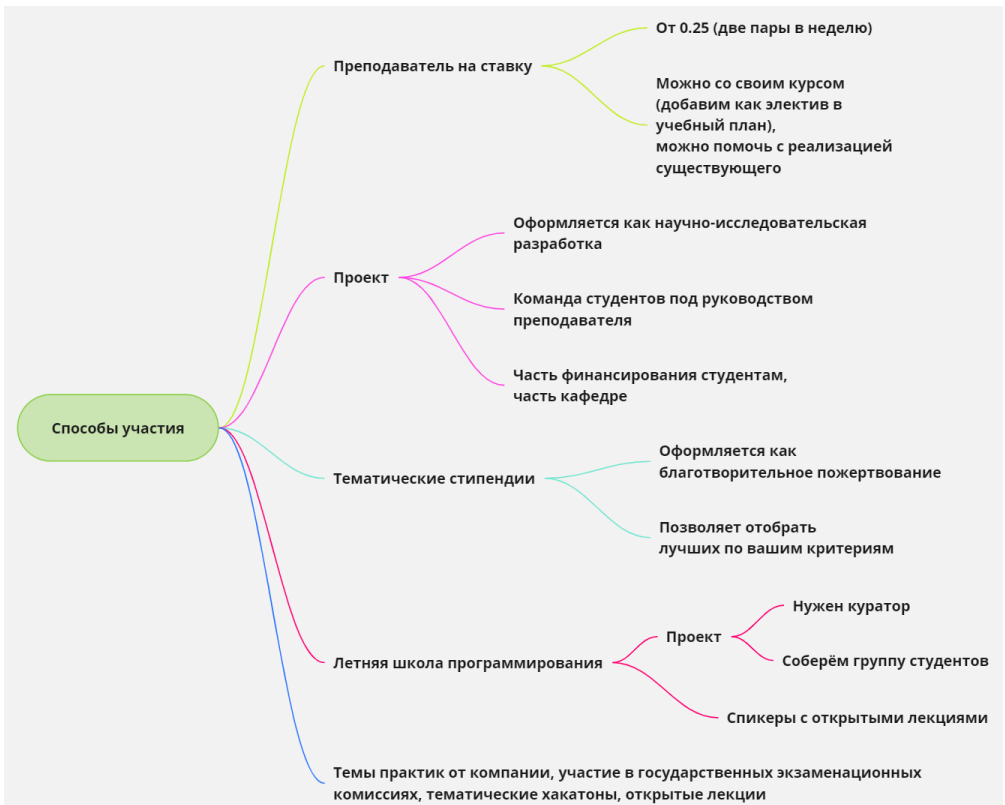 Способы участия
Преподаватель на ставку
От 0.25 (две пары в неделю)
Можно со своим курсом
(добавим как электив в
учебный план),
можно помочь с реализацией
существующего
Проект
Оформляется как научно-исследовательская
разработка
Команда студентов под руководством
преподавателя
Часть финансирования студентам,
часть кафедре
Тематические стипендии
Оформляется как
благотворительное пожертвование
Позволяет отобрать
лучших по вашим критериям
Летняя школа программирования
Проект
Нужен куратор
Соберём группу студентов
Спикеры с открытыми лекциями
Темы практик от компании, участие в государственных экзаменационных
комиссиях, тематические хакатоны, открытые лекции